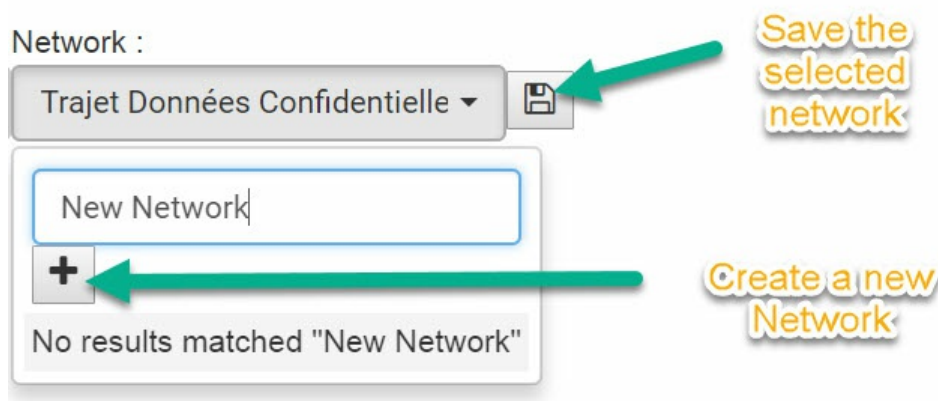 Network :
Trajet Données Confidentielle
New Network
No results matched "New Network"
Save the
selected
network
Create a new
Network